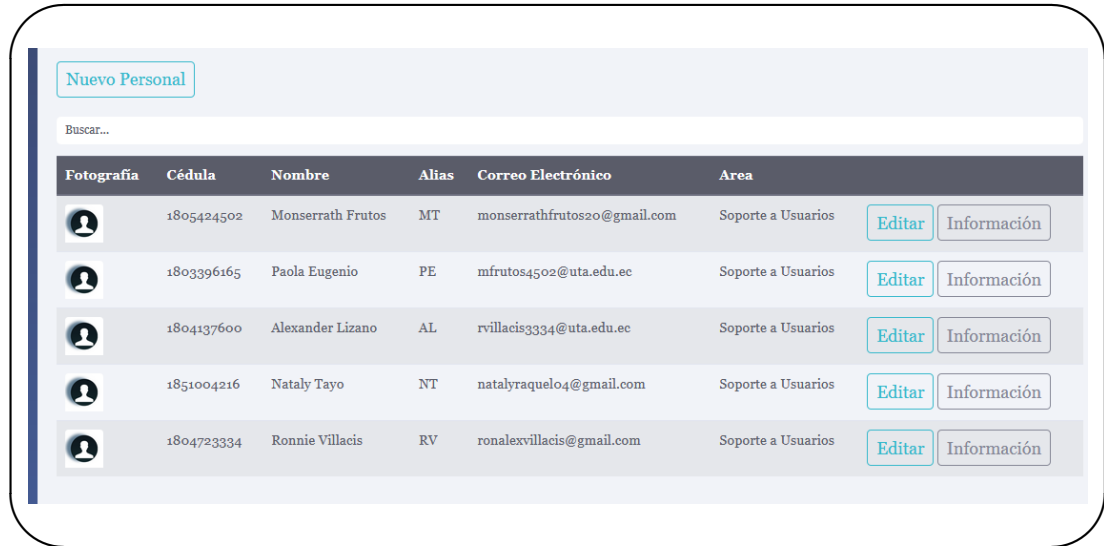 Nuevo Personal
Buscar...
Fotografía Cédula Nombre Alias Correo Electrónico Area
1805424502 Monserrath Frutos MT monserrathfrutos20@gmail.com Soporte a Usuarios Editar Información
1803396165 Paola Eugenio PE mfrutos4502@uta.edu.ec Soporte a Usuarios Editar Información
1804137600 Alexander Lizano AL rvillacis3334@uta.edu.ec Soporte a Usuarios Editar Información
1851004216 Nataly Tayo NT natalyraquel04@gmail.com Soporte a Usuarios Editar Información
1804723334 Ronnie Villacis RV ronalexvillacis@gmail.com Soporte a Usuarios Editar Información